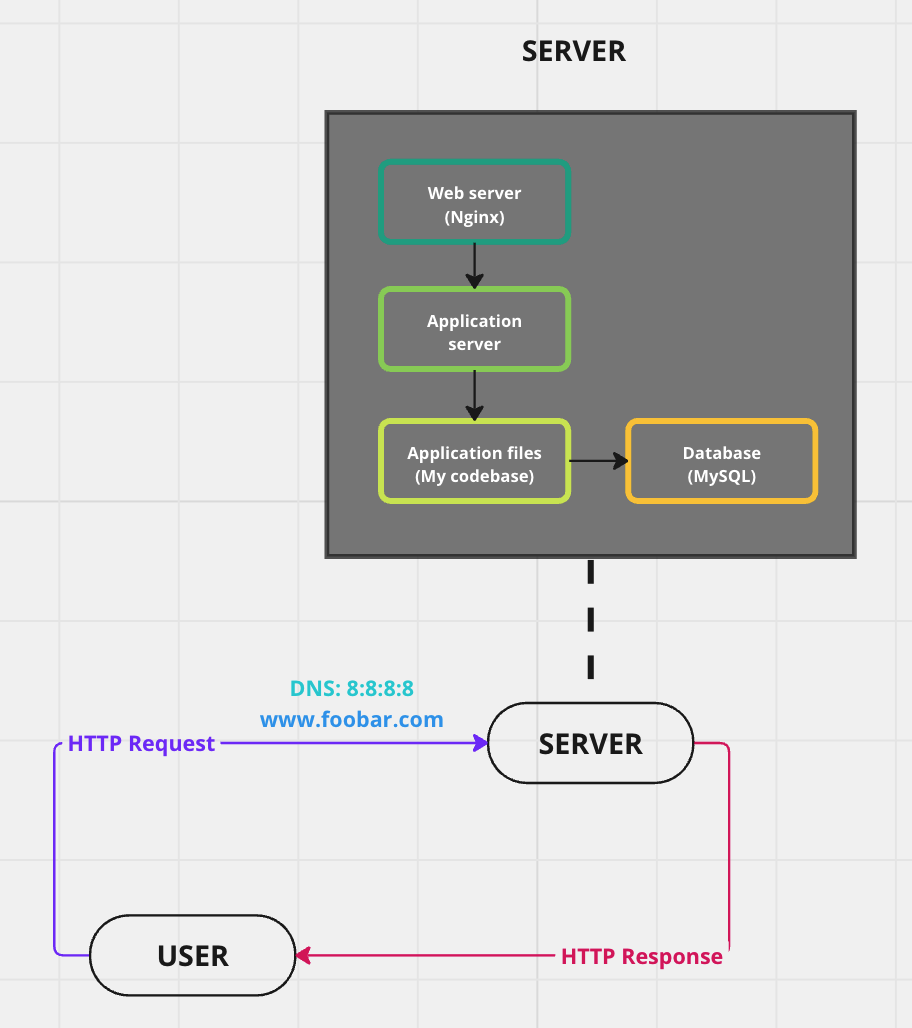 SERVER
Web server
(Nginx)
Application
server
Application files
(My codebase)
Database
(MySQL)
DNS: 8:8:8:8
www.foobar.com
HTTP Request
SERVER
USER
HTTP Response